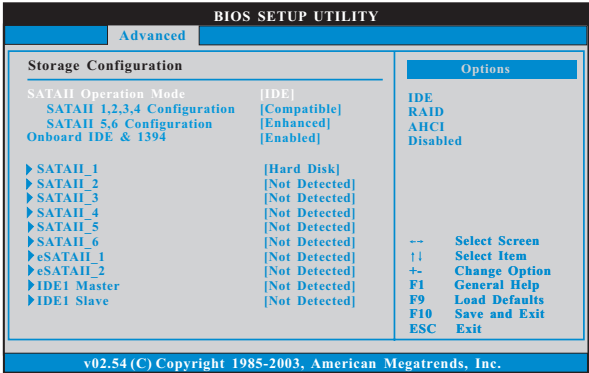 BIOS SETUP UTILITY
Advanced
Storage Configuration
SATAII Operation Mode [IDE]
SATAII 1,2,3,4 Configuration [Compatible]
SATAII 5,6 Configuration [Enhanced]
Onboard IDE & 1394 [Enabled]
SATAII_1 [Hard Disk]
SATAII_2 [Not Detected]
SATAII_3 [Not Detected]
SATAII_4 [Not Detected]
SATAII_5 [Not Detected]
SATAII_6 [Not Detected]
eSATAII_1 [Not Detected]
eSATAII_2 [Not Detected]
IDE1 Master [Not Detected]
IDE1 Slave [Not Detected]
Options
IDE
RAID
AHCI
Disabled
←→ Select Screen
↑↓ Select Item
+- Change Option
F1 General Help
F9 Load Defaults
F10 Save and Exit
ESC Exit
v02.54 (C) Copyright 1985-2003, American Megatrends, Inc.